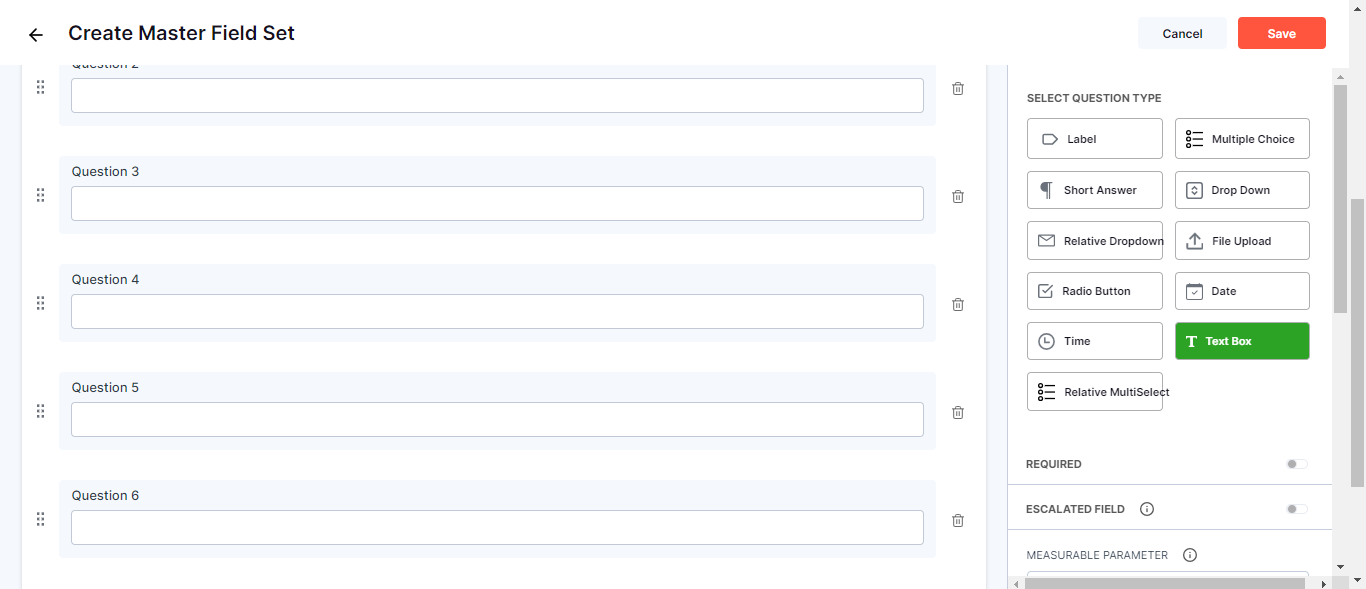 Create Master Field Set
Cancel
Save
Question 2
Question 3
Question 4
Question 5
Question 6
SELECT QUESTION TYPE
Label
Multiple Choice
Short Answer
Drop Down
Relative Dropdown
File Upload
Radio Button
Date
Time
T Text Box
Relative MultiSelect
REQUIRED
ESCALATED FIELD
MEASURABLE PARAMETER